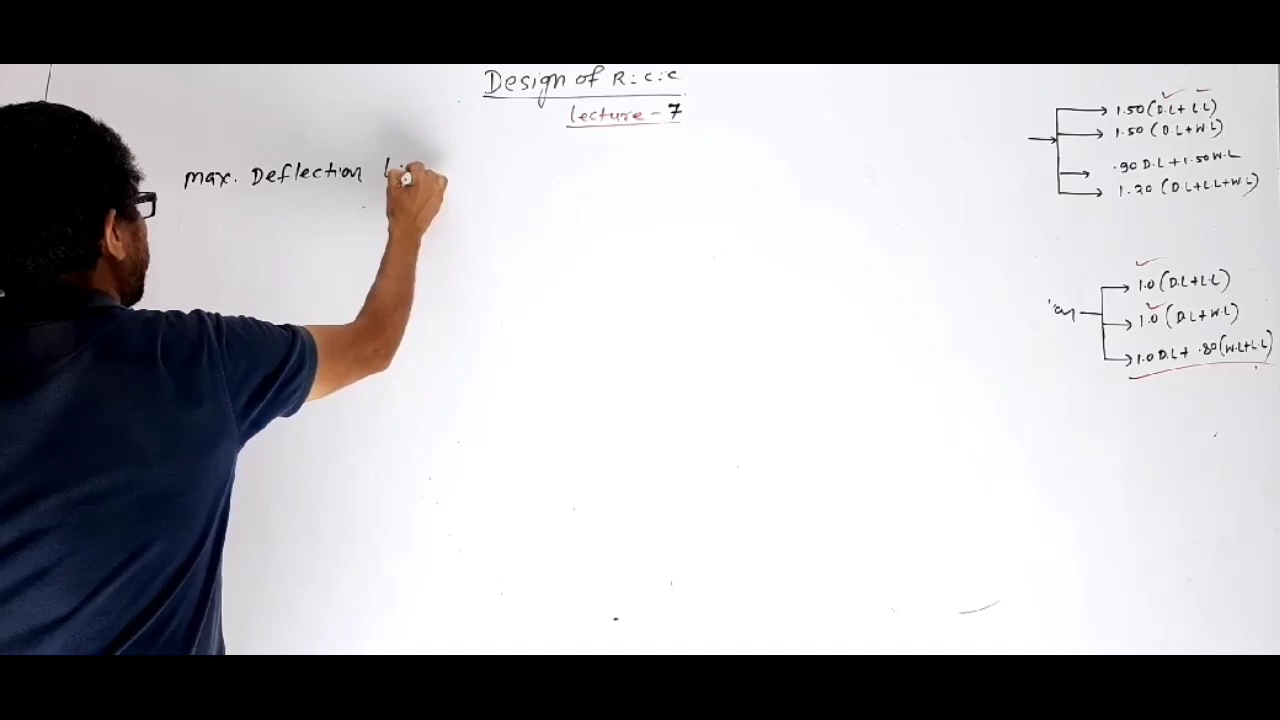 Design of R.C.C
Lecture - 7
max. Deflection Li
1.50 (D.L+L.L)
1.50 (D.L+W.L)
.90 D.L + 1.50 W.L
1.20 (D.L+L.L+W.L)
1.0 (D.L+L.L)
1.0 (D.L+W.L)
1.0 D.L + .80 (W.L+L.L)